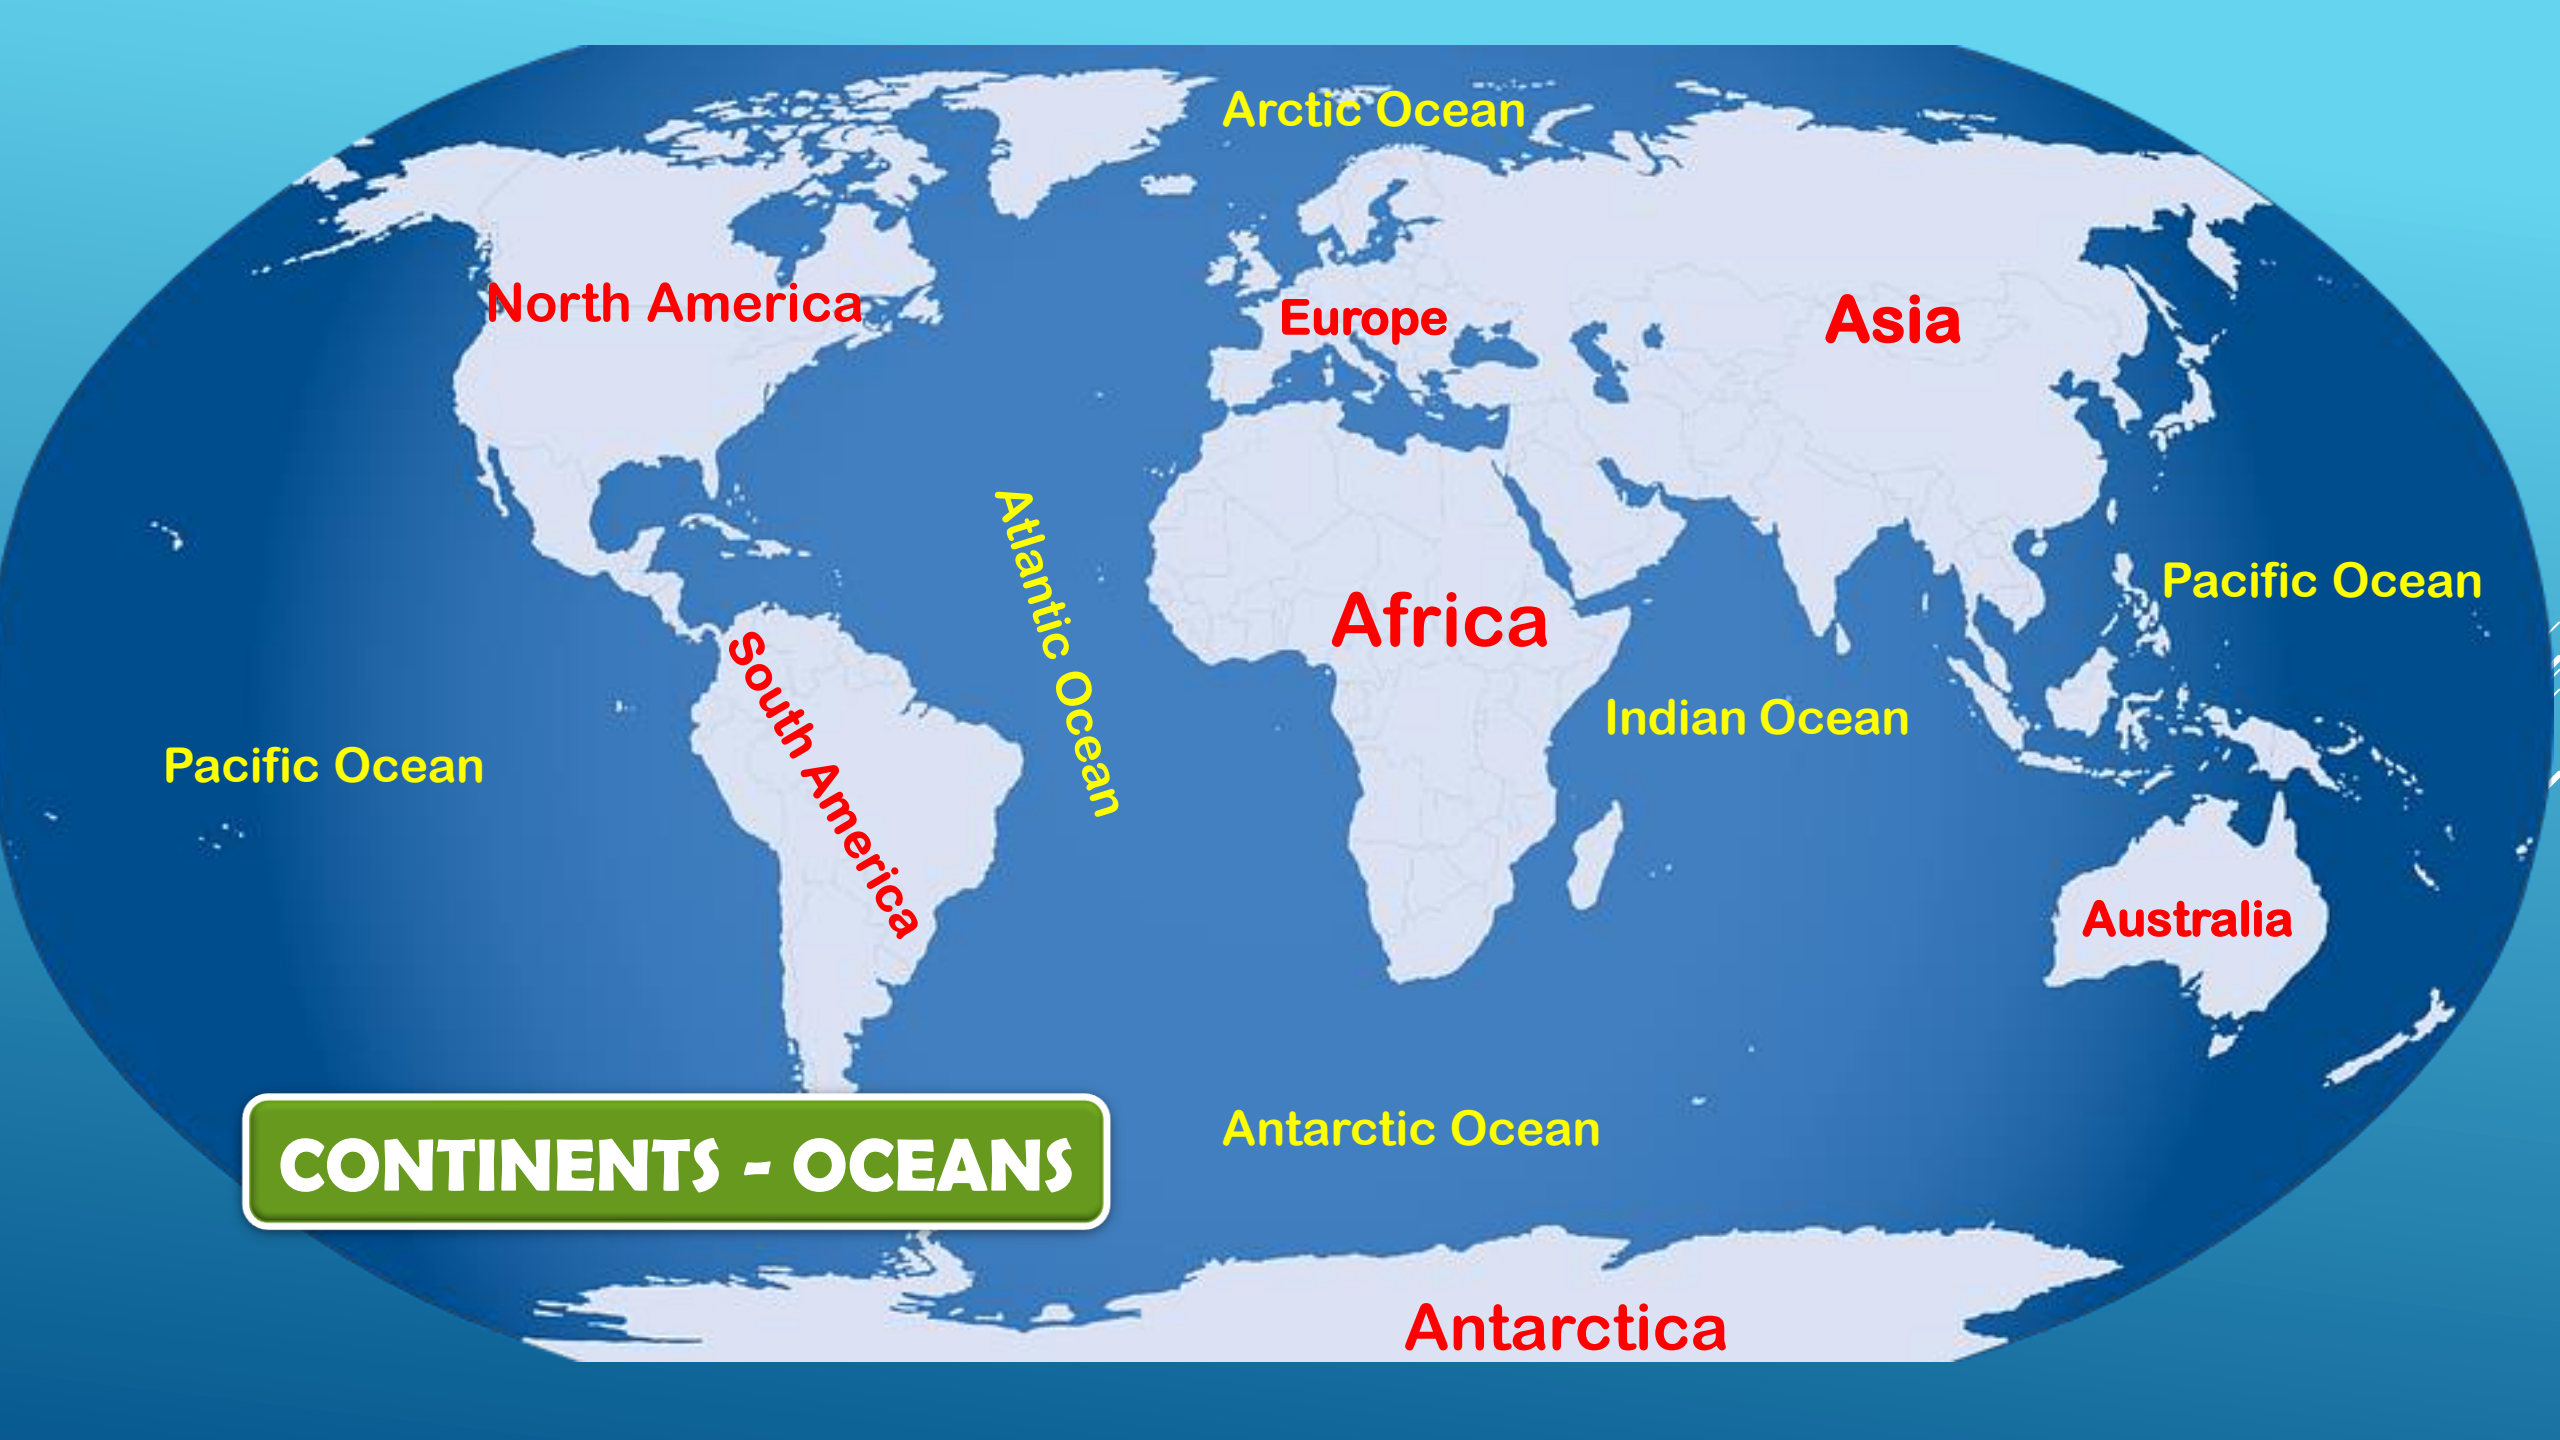 Arctic Ocean
North America
Europe
Asia
Atlantic Ocean
Africa
Pacific Ocean
South America
Indian Ocean
Pacific Ocean
Australia
Antarctic Ocean
CONTINENTS - OCEANS
Antarctica